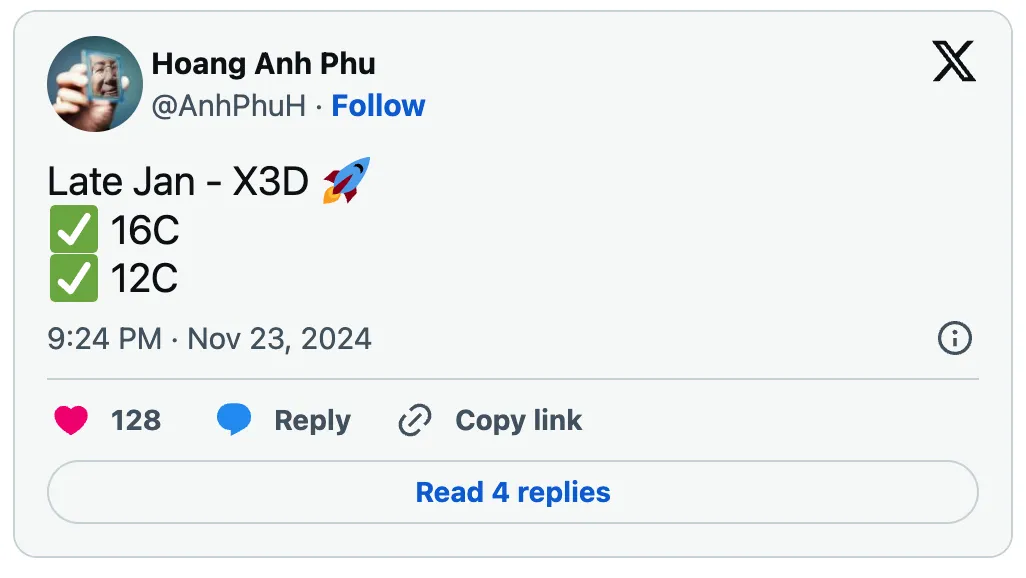 Hoang Anh Phu
@AnhPhuH · Follow
Late Jan - X3D 🚀
✅ 16C
✅ 12C
9:24 PM · Nov 23, 2024
128 Reply Copy link
Read 4 replies